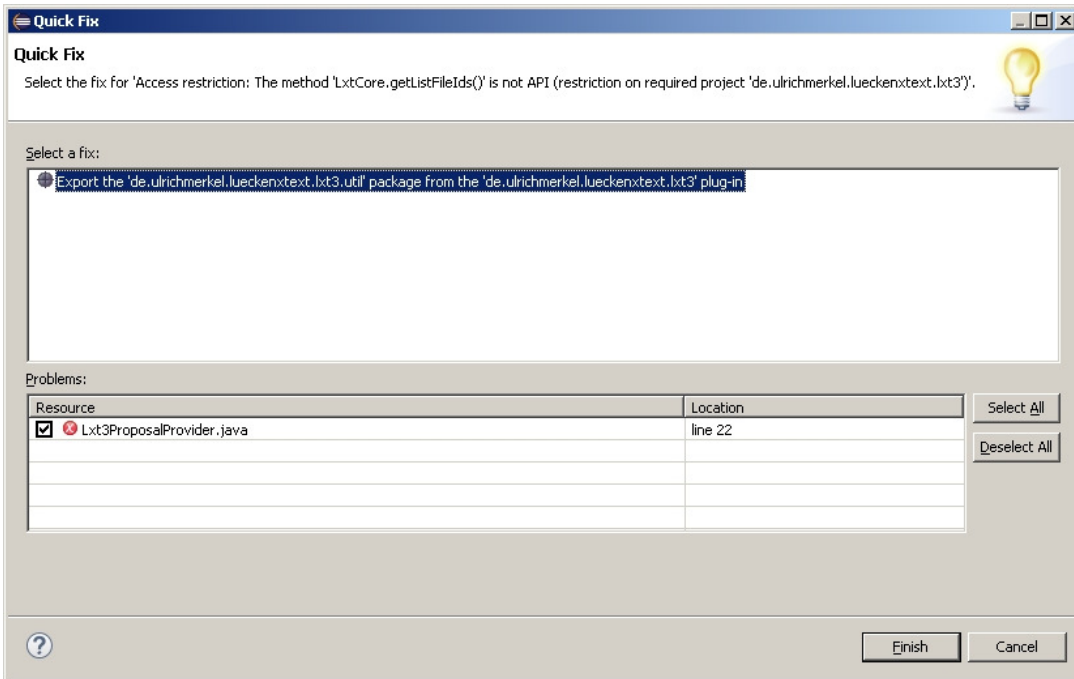 Quick Fix
Quick Fix
Select the fix for 'Access restriction: The method 'LxtCore.getListFileIds()' is not API (restriction on required project 'de.ulrichmerkel.lueckenxtext.lxt3')'.
Select a fix:
Export the 'de.ulrichmerkel.lueckenxtext.lxt3.util' package from the 'de.ulrichmerkel.lueckenxtext.lxt3' plug-in
Problems:
Resource Location
Lxt3ProposalProvider.java line 22
Select All
Deselect All
Finish Cancel